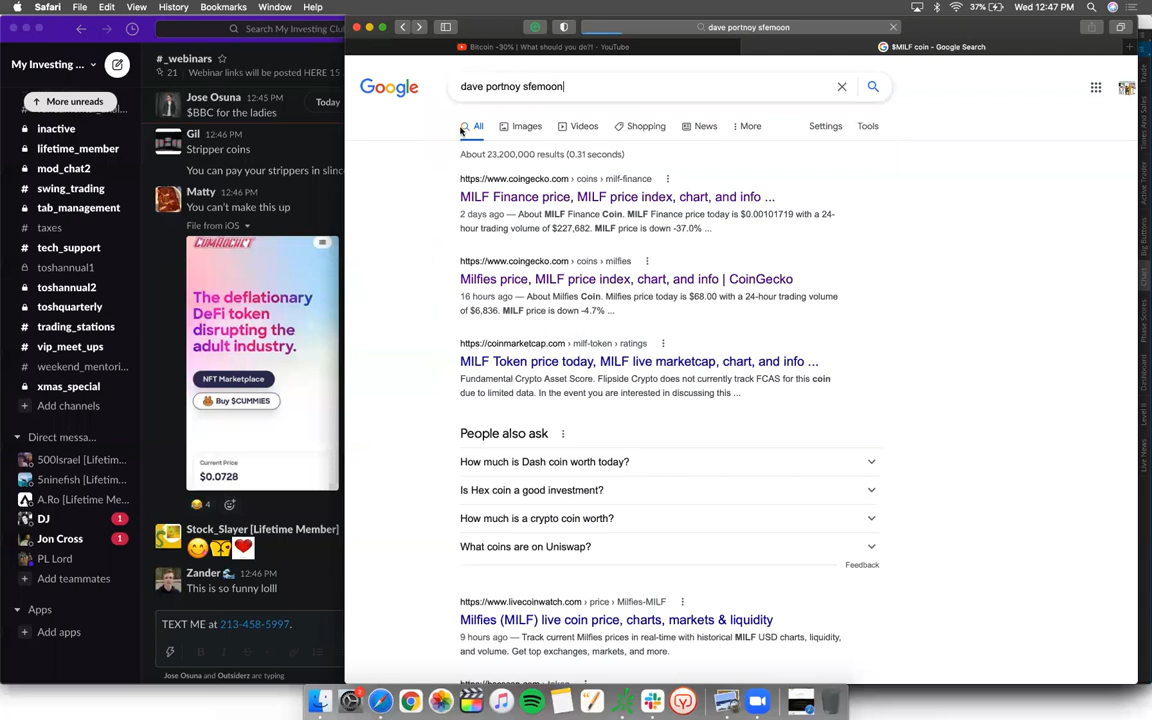 Safari File Edit View History Bookmarks Window Help 37% Wed 12:47 PM
Search My Investing Clu
My Investing ...
More unreads
inactive
lifetime_member
mod_chat2
swing_trading
tab_management
taxes
tech_support
toshannual1
toshannual2
toshquarterly
trading_stations
vip_meet_ups
weekend_mentori...
xmas_special
Add channels
Direct messa...
500Israel [Lifetim...
5ninefish [Lifetim...
A.Ro [Lifetime Me...
DJ 1
Jon Cross 1
PL Lord
Add teammates
Apps
Add apps
#_webinars
21 Webinar links will be posted HERE 15
Jose Osuna 12:45 PM
$BBC for the ladies
Today
Gil 12:46 PM
Stripper coins
You can pay your strippers in slinc
Matty 12:46 PM
You can't make this up
File from iOS
CUMROCKET
The deflationary
DeFi token
disrupting the
adult industry.
NFT Marketplace
Buy $CUMMIES
Current Price
$0.0728
4
Stock_Slayer [Lifetime Member]
Zander 12:46 PM
This is so funny lolll
TEXT ME at 213-458-5997.
Jose Osuna and Outsiderz are typing
dave portnoy sfemoon
Bitcoin -30% | What should you do?! - YouTube
$MILF coin - Google Search
Google
dave portnoy sfemoon
All Images Videos Shopping News More Settings Tools
About 23,200,000 results (0.31 seconds)
https://www.coingecko.com › coins › milf-finance
MILF Finance price, MILF price index, chart, and info ...
2 days ago — About MILF Finance Coin. MILF Finance price today is $0.00101719 with a 24-
hour trading volume of $227,682. MILF price is down -37.0% ...
https://www.coingecko.com › coins › milfies
Milfies price, MILF price index, chart, and info | CoinGecko
16 hours ago — About Milfies Coin. Milfies price today is $68.00 with a 24-hour trading volume
of $6,836. MILF price is down -4.7% ...
https://coinmarketcap.com › milf-token › ratings
MILF Token price today, MILF live marketcap, chart, and info ...
Fundamental Crypto Asset Score. Flipside Crypto does not currently track FCAS for this coin
due to limited data. In the event you are interested in discussing this ...
People also ask
How much is Dash coin worth today?
Is Hex coin a good investment?
How much is a crypto coin worth?
What coins are on Uniswap?
Feedback
https://www.livecoinwatch.com › price › Milfies-MILF
Milfies (MILF) live coin price, charts, markets & liquidity
9 hours ago — Track current Milfies prices in real-time with historical MILF USD charts, liquidity,
and volume. Get top exchanges, markets, and more.
Trade
Times And Sales
Active Trader
Big Buttons
Chart
Phase Scores
Dashboard
Level II
Live News